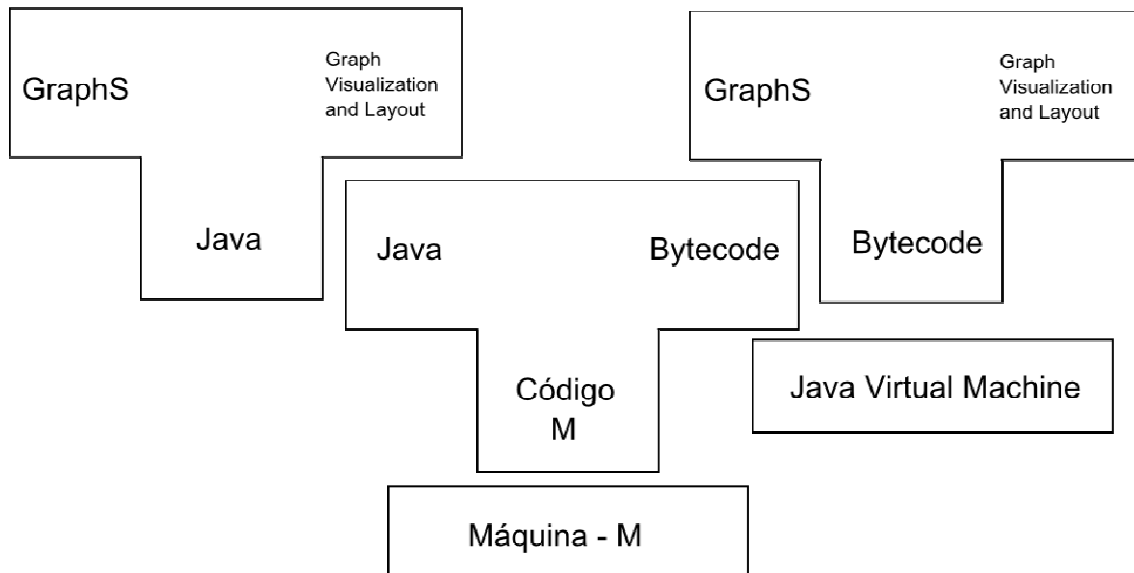 GraphS
Graph
Visualization
and Layout
Java
GraphS
Graph
Visualization
and Layout
Bytecode
Java
Bytecode
Código
M
Java Virtual Machine
Máquina - M